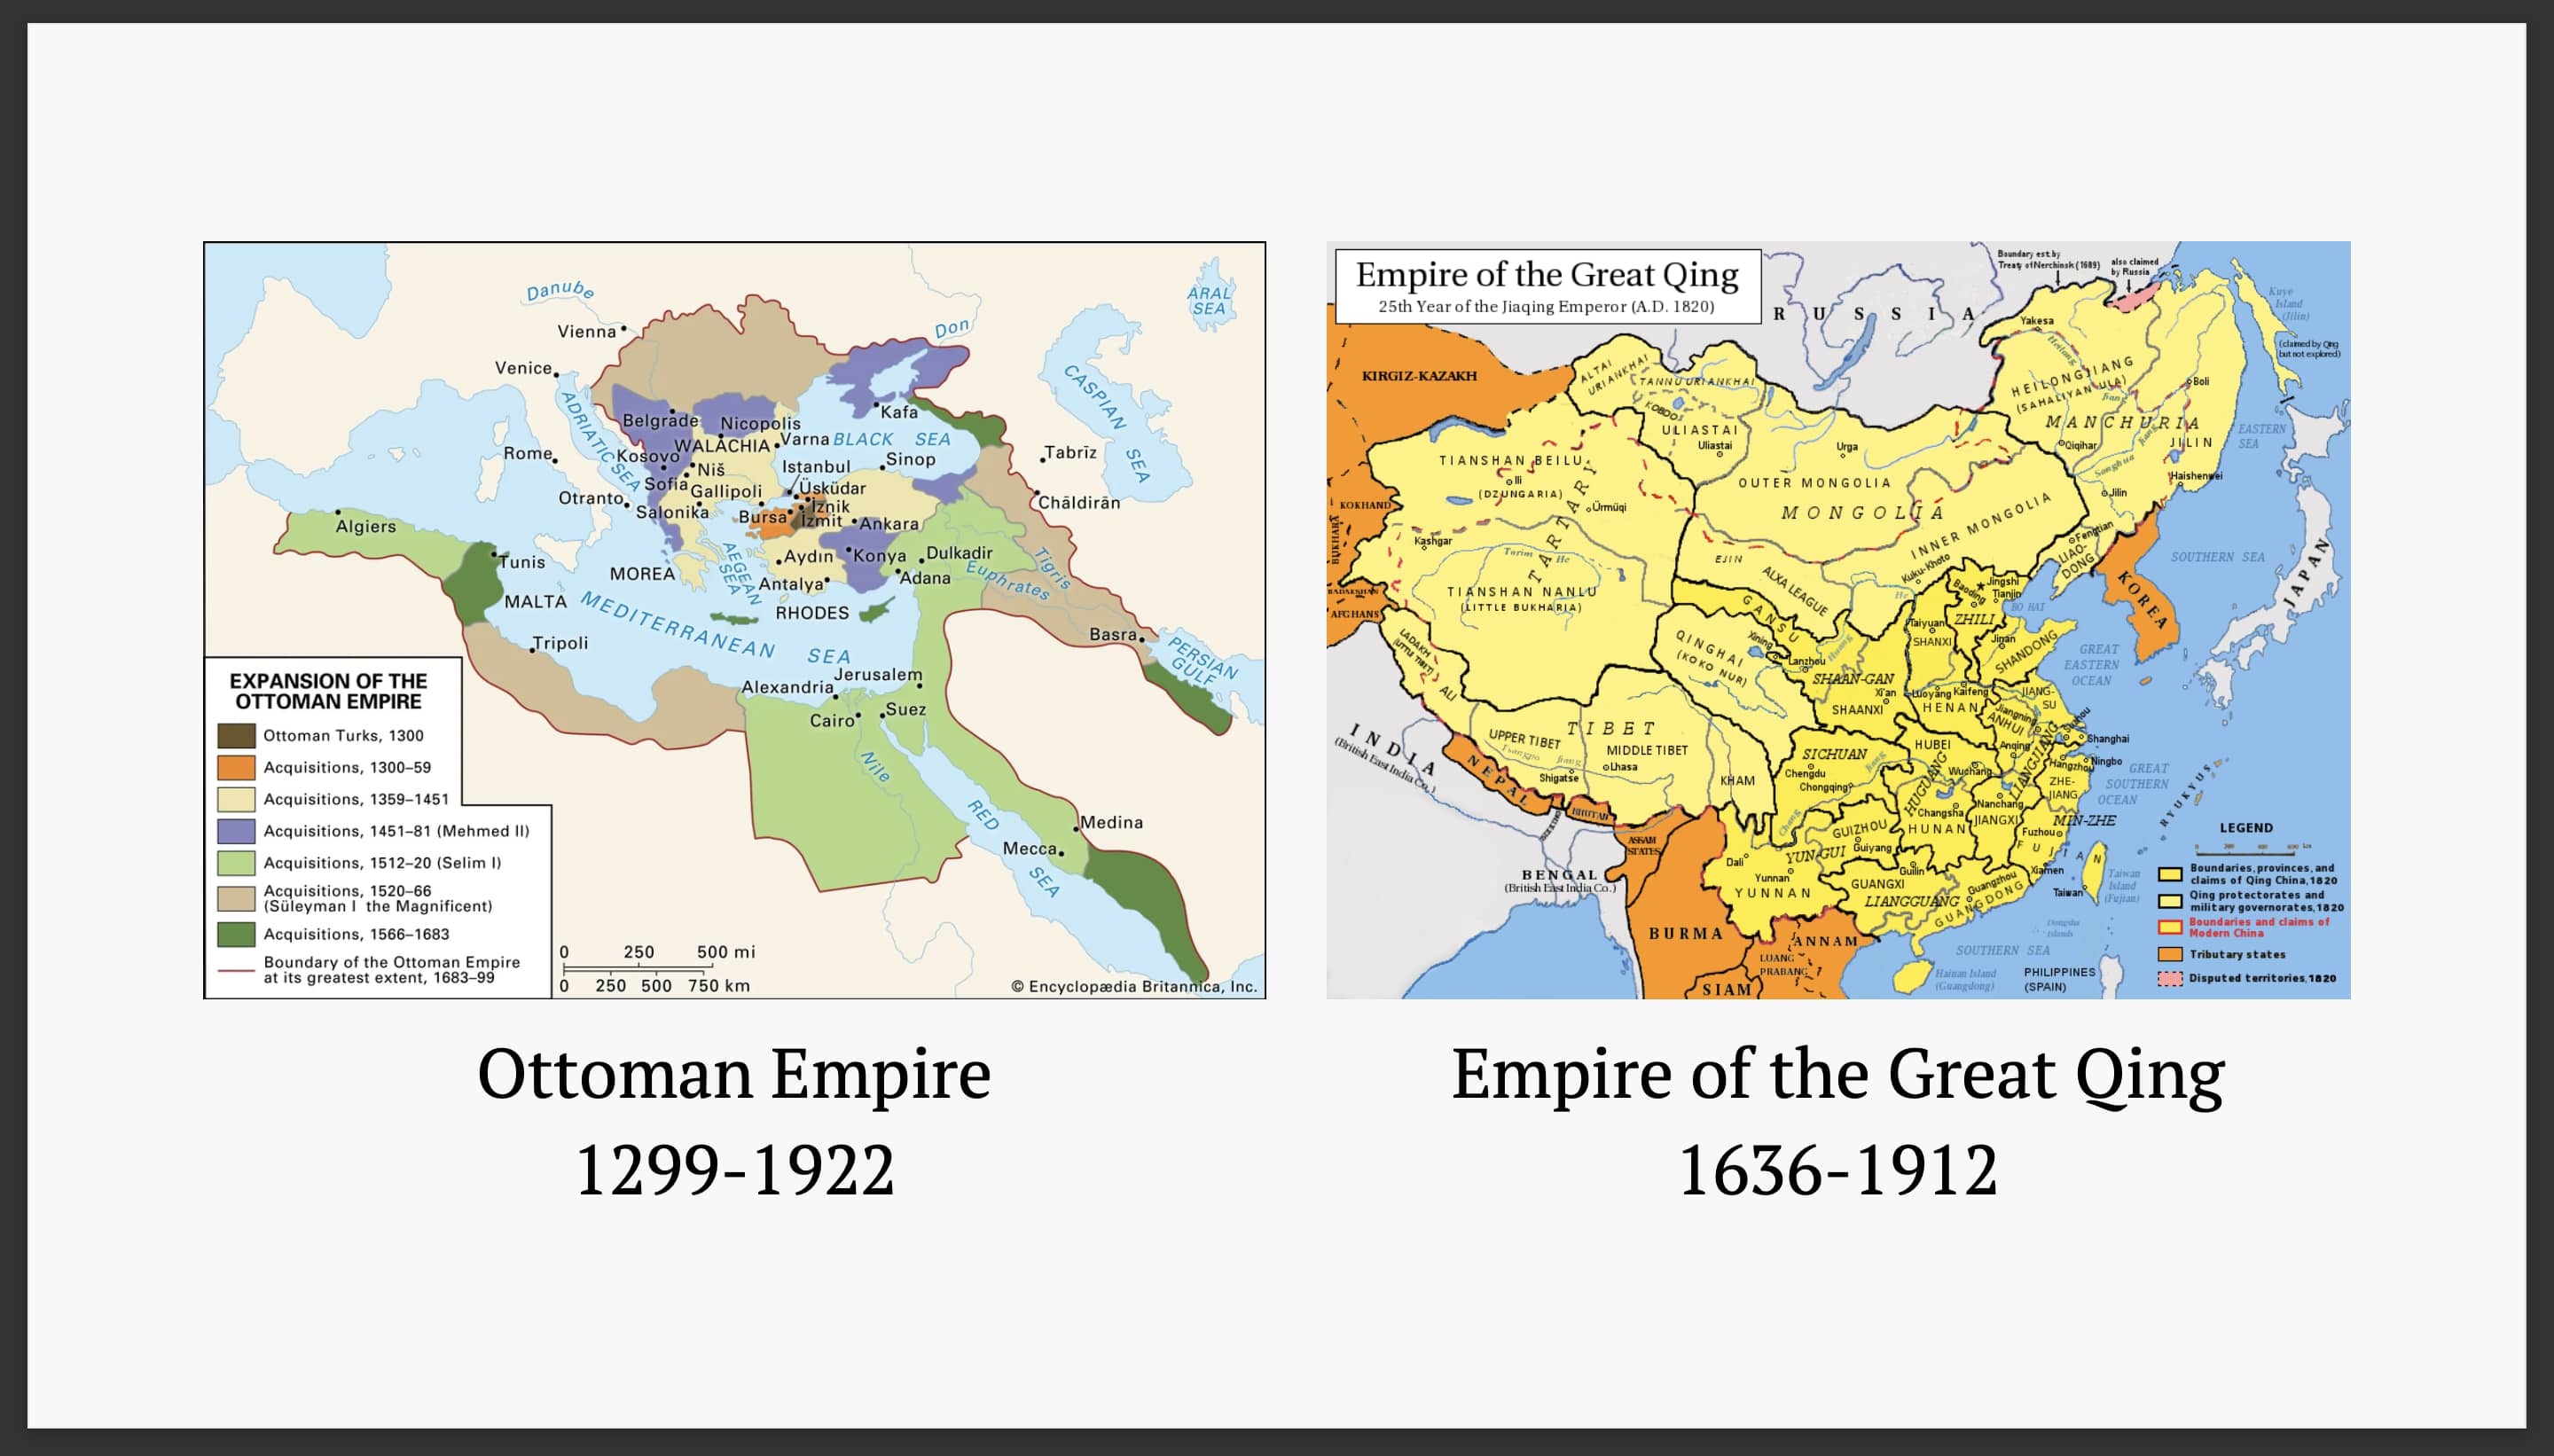 Danube
Vienna
Venice
Don
ARAL
SEA
CASPIAN SEA
ADRIATIC SEA
Belgrade
Nicopolis
Kafa
WALACHIA
Varna
BLACK SEA
Rome
Kosovo
Niš
Istanbul
Sinop
Tabrīz
Sofia
Gallipoli
Üsküdar
Otranto
Salonika
Bursa
İznik
İzmit
Ankara
Chāldirān
Algiers
Tunis
MOREA
AEGEAN
SEA
Aydın
Konya
Dulkadir
Tigris
Euphrates
Antalya
Adana
MALTA
MEDITERRANEAN SEA
RHODES
Tripoli
Basra
PERSIAN
GULF
Jerusalem
Alexandria
Cairo
Suez
Nile
RED
SEA
Medina
Mecca
EXPANSION OF THE
OTTOMAN EMPIRE
Ottoman Turks, 1300
Acquisitions, 1300–59
Acquisitions, 1359–1451
Acquisitions, 1451–81 (Mehmed II)
Acquisitions, 1512–20 (Selim I)
Acquisitions, 1520–66
(Süleyman I the Magnificent)
Acquisitions, 1566–1683
Boundary of the Ottoman Empire
at its greatest extent, 1683–99
0 250 500 mi
0 250 500 750 km
© Encyclopædia Britannica, Inc.
Ottoman Empire
1299-1922
Empire of the Great Qing
25th Year of the Jiaqing Emperor (A.D. 1820)
RUSSIA
Boundary est.by
Treaty of Nerchinsk (1689)
also claimed
by Russia
Kuye
Island
(Jilin)
(claimed by Qing
but not explored)
Yakesa
KIRGIZ-KAZAKH
ALTAI
URIANKHAI
TANNU URIANKHAI
KOBDO
ULIASTAI
Uliastai
Urga
HEILONGJIANG
(SAHALIYAN ULA)
Boli
MANCHURIA
Qiqihar
JILIN
Songhua
Jiang
Haishenwei
Jilin
EASTERN
SEA
TIANSHAN BEILU
Ili
(DZUNGARIA)
Ürmüqi
OUTER MONGOLIA
MONGOLIA
INNER MONGOLIA
KOKHAND
BUKHARA
Kashgar
TARTARY
Tarim He
EJIN
ALXA LEAGUE
Kuku-Khoto
Fengtian
LIAO-
DONG
KOREA
SOUTHERN SEA
JAPAN
BADAKSHAN
AFGHANS
TIANSHAN NANLU
(LITTLE BUKHARIA)
GANSU
Jingshi
Baoding
Tianjin
BO HAI
ZHILI
Taiyuan
SHANXI
Jinan
SHANDONG
LADAKH
ALI
QINGHAI
(KOKO NUR)
Xining
Lanzhou
Huang
He
SHAAN-GAN
Xi'an
SHAANXI
Luoyang
Kaifeng
HENAN
JIANG-
SU
GREAT
EASTERN
OCEAN
Jiangning
ANHUI
Suzhou
Shanghai
INDIA
(British East India Co.)
TIBET
UPPER TIBET
MIDDLE TIBET
Lhasa
Shigatse
KHAM
SICHUAN
Chengdu
Chongqing
HUBEI
HUGUANG
Wuchang
Anqing
LIANGJIANG
Hangzhou
Ningbo
ZHE-
JIANG
GREAT
SOUTHERN
OCEAN
RYUKYUS
NEPAL
BHUTAN
ASSAM
STATES
Changsha
HUNAN
Nanchang
JIANGXI
MIN-ZHE
Fuzhou
FUJIAN
GUIZHOU
Guiyang
YUN-GUI
Dali
Yunnan
YUNNAN
Guilin
GUANGXI
LIANGGUANG
Guangzhou
GUANGDONG
Xiamen
Taiwan
Taiwan
Island
(Fujian)
BENGAL
(British East India Co.)
BURMA
ANNAM
LUANG
PRABANG
SIAM
Dongsha
Islands
SOUTHERN SEA
Hainan Island
(Guangdong)
PHILIPPINES
(SPAIN)
LEGEND
Boundaries, provinces, and
claims of Qing China, 1820
Qing protectorates and
military governorates, 1820
Boundaries and claims of
Modern China
Tributary states
Disputed territories, 1820
Empire of the Great Qing
1636-1912